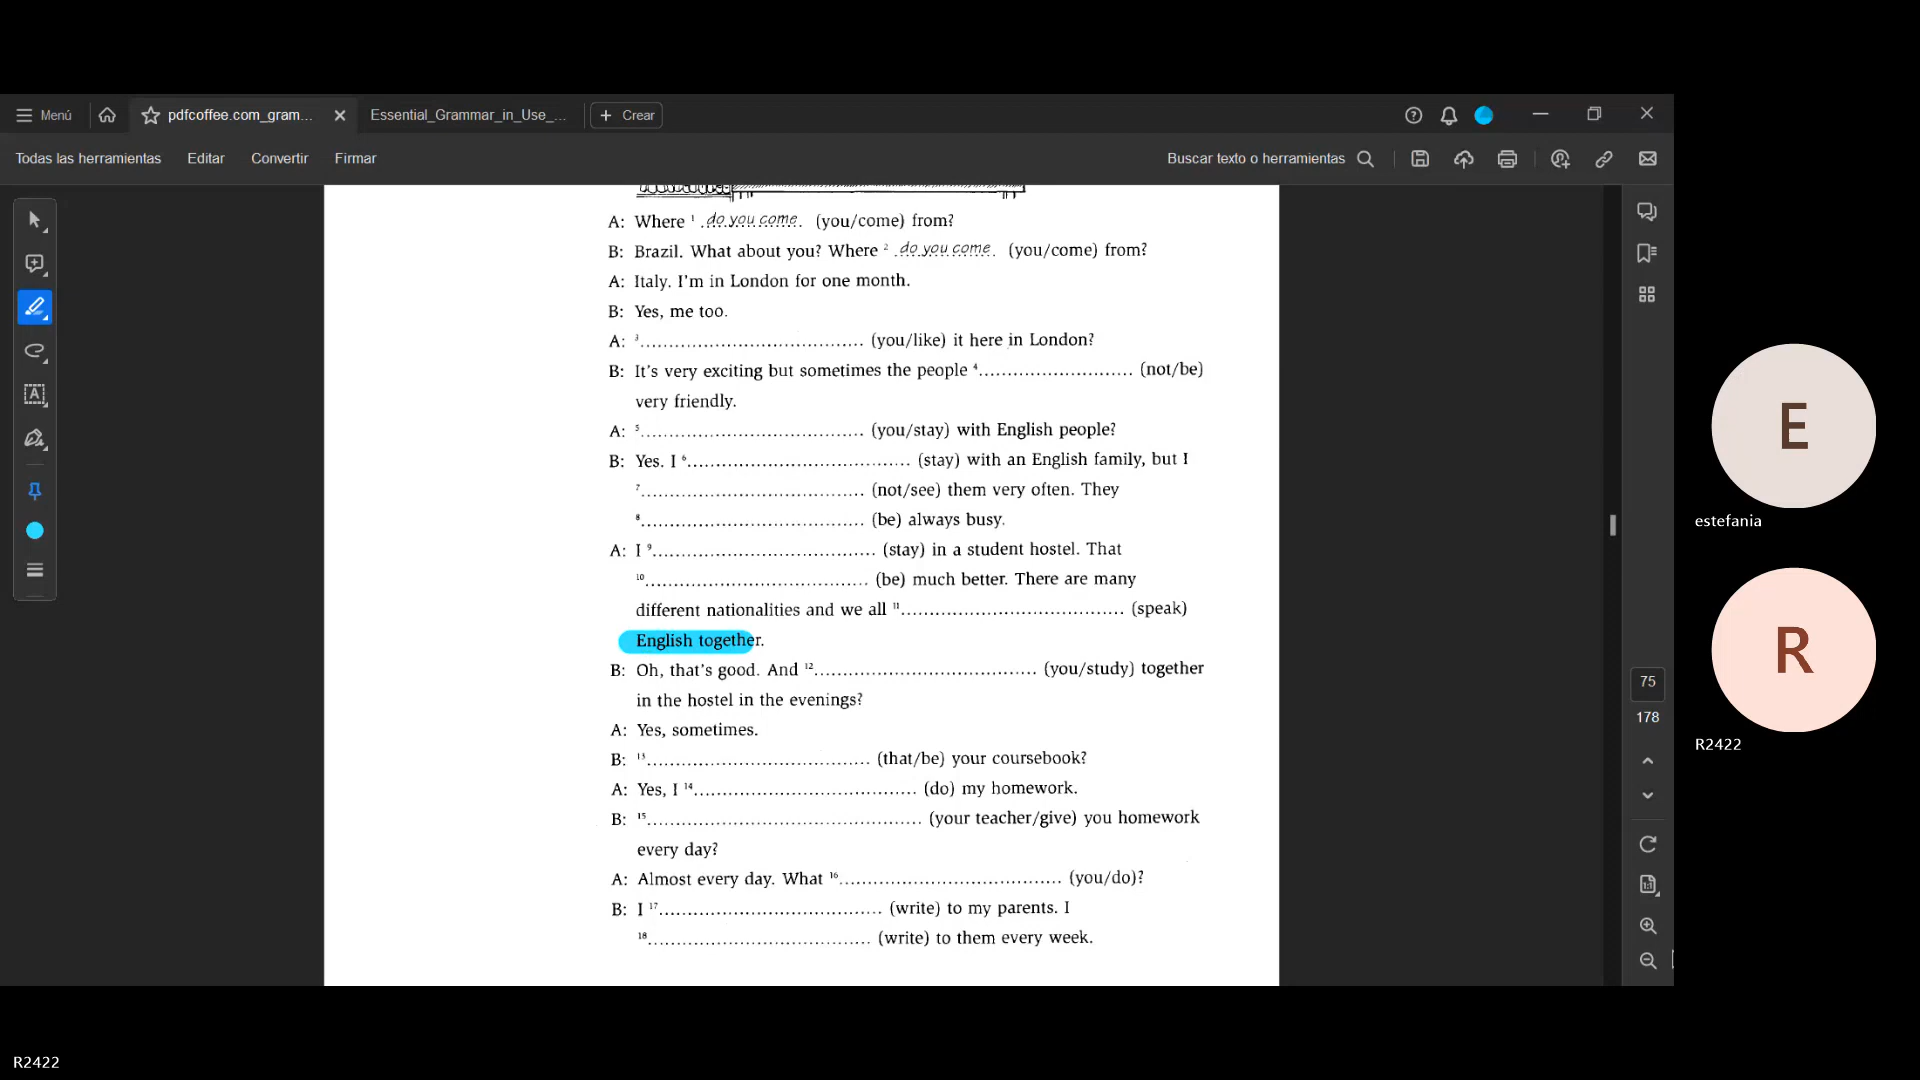 Menú
pdfcoffee.com_gram...
Essential_Grammar_in_Use_...
Crear
Todas las herramientas
Editar
Convertir
Firmar
Buscar texto o herramientas
A: Where 1 do you come (you/come) from?
B: Brazil. What about you? Where 2 do you come (you/come) from?
A: Italy. I'm in London for one month.
B: Yes, me too.
A: 3 ........................................ (you/like) it here in London?
B: It's very exciting but sometimes the people 4 ........................... (not/be)
very friendly.
A: 5 ........................................ (you/stay) with English people?
B: Yes. I 6 ........................................ (stay) with an English family, but I
7 ........................................ (not/see) them very often. They
8 ........................................ (be) always busy.
A: I 9 ........................................ (stay) in a student hostel. That
10 ........................................ (be) much better. There are many
different nationalities and we all 11 ........................................ (speak)
English together.
B: Oh, that's good. And 12 ........................................ (you/study) together
in the hostel in the evenings?
A: Yes, sometimes.
B: 13 ........................................ (that/be) your coursebook?
A: Yes, I 14 ........................................ (do) my homework.
B: 15 ................................................. (your teacher/give) you homework
every day?
A: Almost every day. What 16 ........................................ (you/do)?
B: I 17 ........................................ (write) to my parents. I
18 ........................................ (write) to them every week.
75
178
E
estefania
R
R2422
R2422